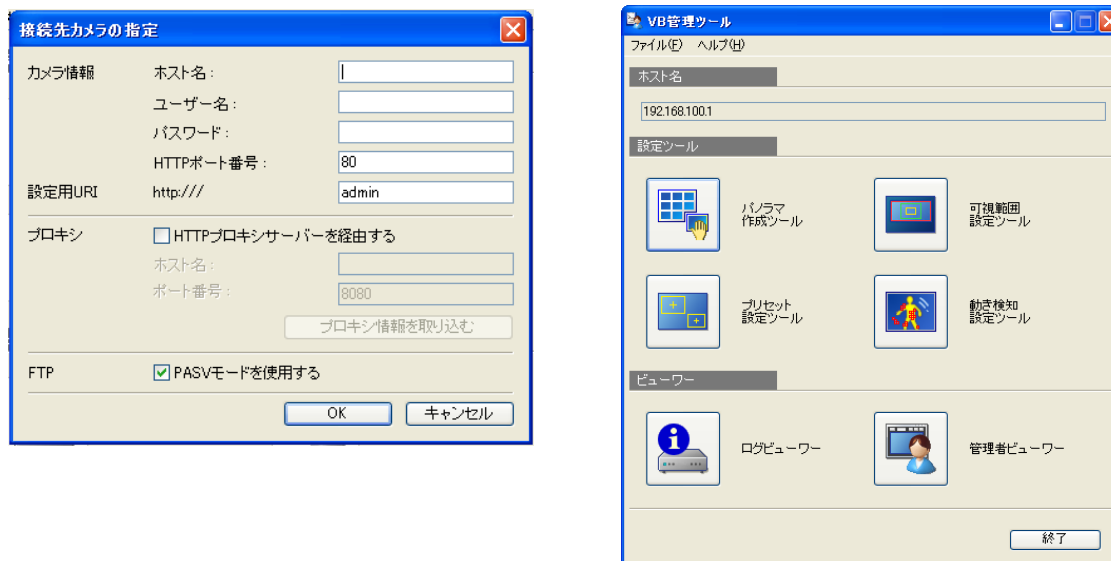 接続先カメラの指定
カメラ情報
ホスト名 :
ユーザー名 :
パスワード :
HTTPポート番号 :
80
設定用URI
http:///
admin
プロキシ
HTTPプロキシサーバーを経由する
ホスト名 :
ポート番号 :
8080
プロキシ情報を取り込む
FTP
PASVモードを使用する
OK
キャンセル
VB管理ツール
ファイル(F) ヘルプ(H)
ホスト名
192.168.100.1
設定ツール
パノラマ
作成ツール
可視範囲
設定ツール
プリセット
設定ツール
動き検知
設定ツール
ビューワー
ログビューワー
管理者ビューワー
終了